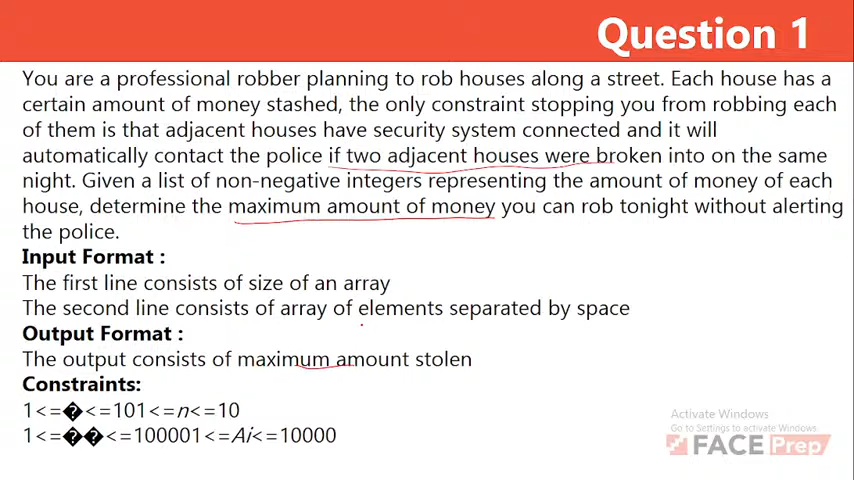 Question 1
You are a professional robber planning to rob houses along a street. Each house has a
certain amount of money stashed, the only constraint stopping you from robbing each
of them is that adjacent houses have security system connected and it will
automatically contact the police if two adjacent houses were broken into on the same
night. Given a list of non-negative integers representing the amount of money of each
house, determine the maximum amount of money you can rob tonight without alerting
the police.
Input Format :
The first line consists of size of an array
The second line consists of array of elements separated by space
Output Format :
The output consists of maximum amount stolen
Constraints:
1<=�<=101<=n<=10
1<=��<=100001<=Ai<=10000
Activate Windows
Go to Settings to activate Windows.
FACE Prep